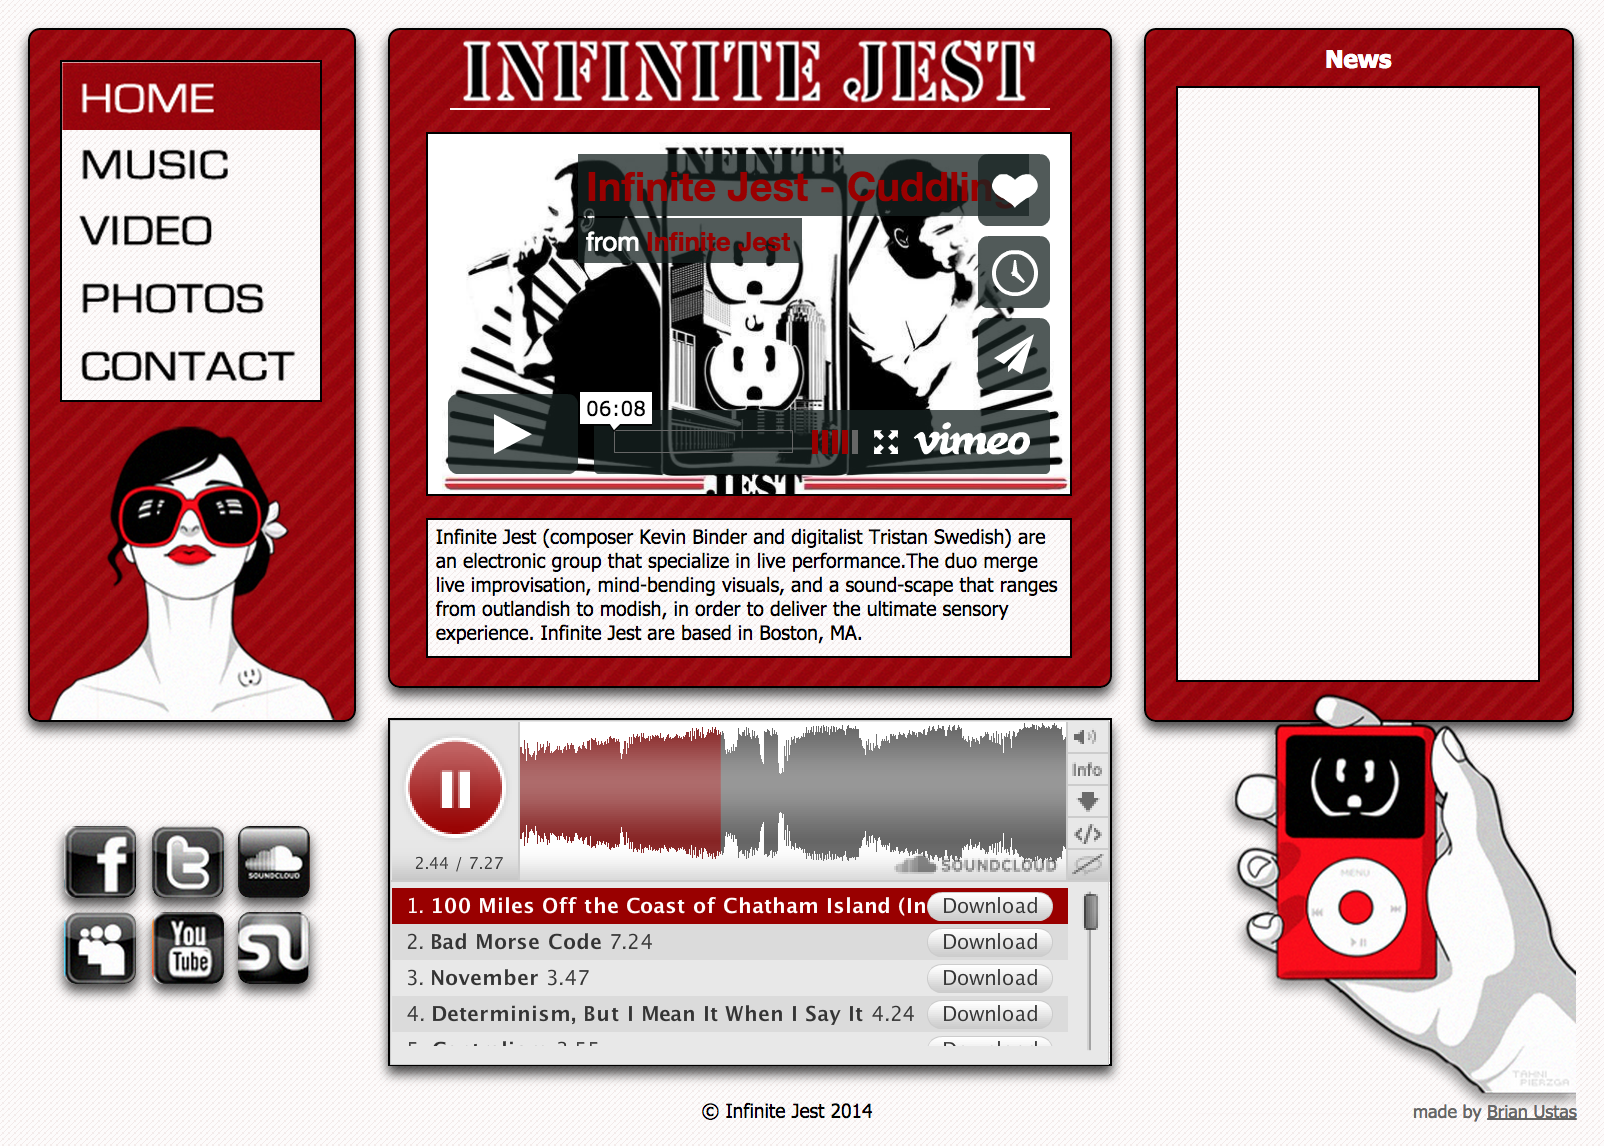 HOME
MUSIC
VIDEO
PHOTOS
CONTACT
INFINITE JEST
INFINITE
Infinite Jest - Cuddling
from Infinite Jest
06:08
vimeo
JEST
Infinite Jest (composer Kevin Binder and digitalist Tristan Swedish) are
an electronic group that specialize in live performance.The duo merge
live improvisation, mind-bending visuals, and a sound-scape that ranges
from outlandish to modish, in order to deliver the ultimate sensory
experience. Infinite Jest are based in Boston, MA.
News
2.44 / 7.27
Info
</>
SOUNDCLOUD
1. 100 Miles Off the Coast of Chatham Island (In Download
2. Bad Morse Code 7.24 Download
3. November 3.47 Download
4. Determinism, But I Mean It When I Say It 4.24 Download
SOUNDCLOUD
You
Tube
MENU
TAHNI
PIERZGA
© Infinite Jest 2014
made by Brian Ustas